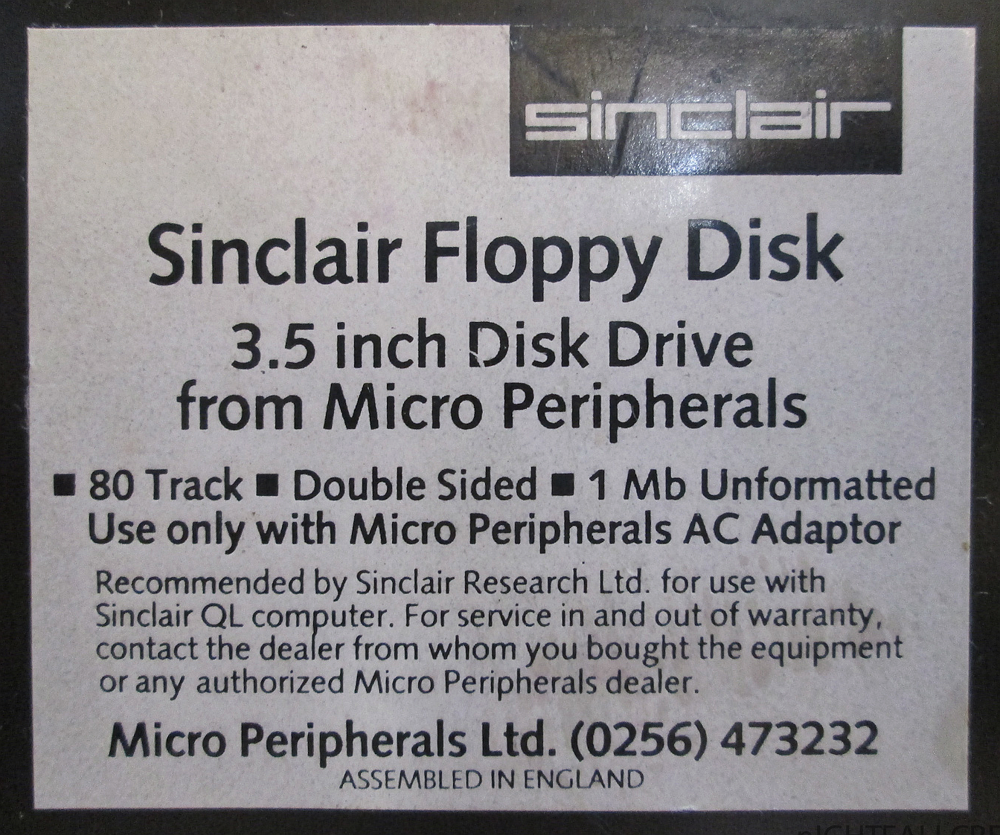 sinclair
Sinclair Floppy Disk
3.5 inch Disk Drive
from Micro Peripherals
■ 80 Track ■ Double Sided ■ 1 Mb Unformatted
Use only with Micro Peripherals AC Adaptor
Recommended by Sinclair Research Ltd. for use with
Sinclair QL computer. For service in and out of warranty,
contact the dealer from whom you bought the equipment
or any authorized Micro Peripherals dealer.
Micro Peripherals Ltd. (0256) 473232
ASSEMBLED IN ENGLAND